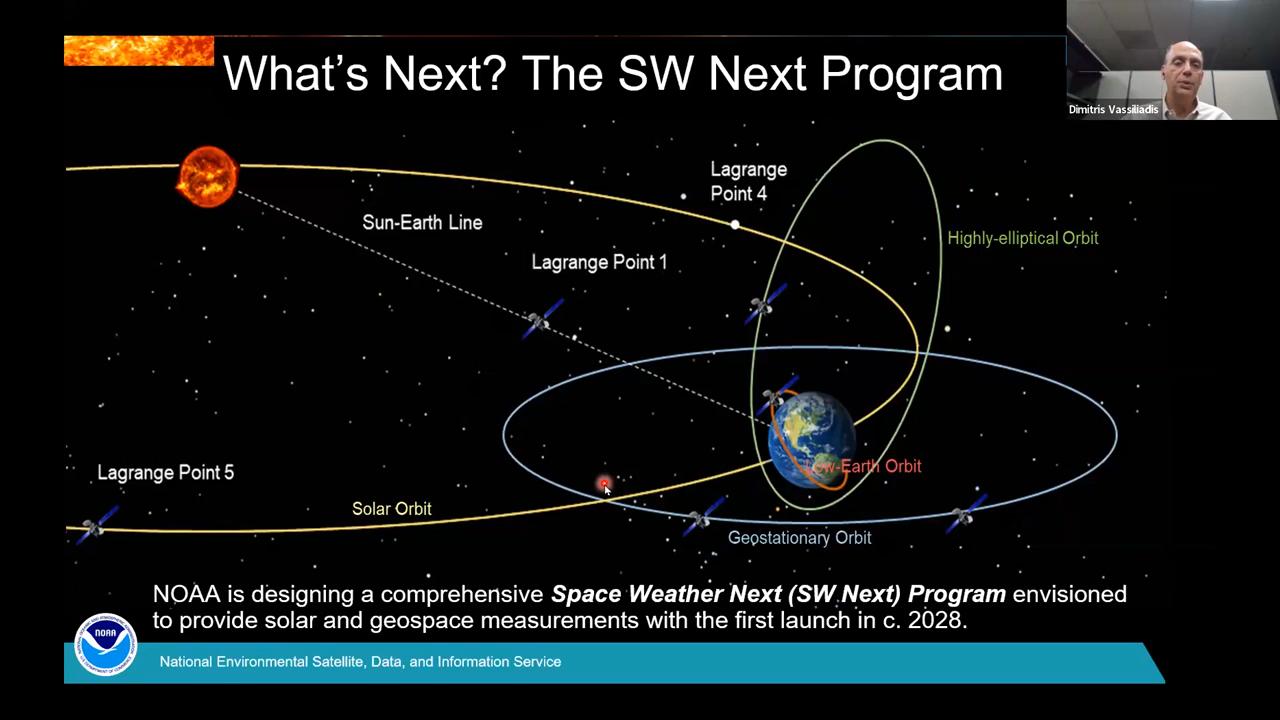 What's Next? The SW Next Program
Dimitris Vassiliadis
Lagrange
Point 4
Sun-Earth Line
Highly-elliptical Orbit
Lagrange Point 1
Low-Earth Orbit
Lagrange Point 5
Solar Orbit
Geostationary Orbit
NOAA is designing a comprehensive Space Weather Next (SW Next) Program envisioned
to provide solar and geospace measurements with the first launch in c. 2028.
NOAA
National Environmental Satellite, Data, and Information Service